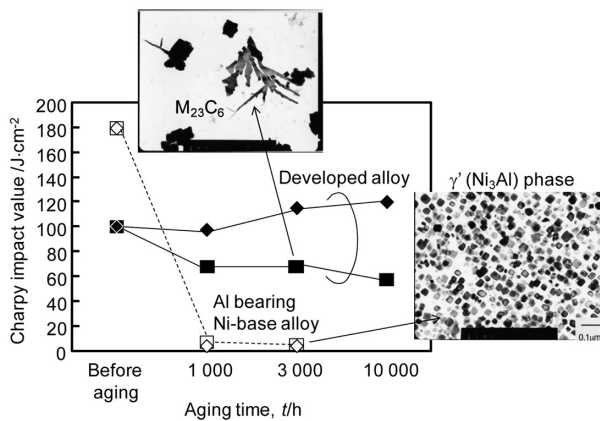 M23C6
200
180
160
140
120
100
80
60
40
20
0
Charpy impact value /J·cm-2
Developed alloy
γ' (Ni3Al) phase
Al bearing
Ni-base alloy
0.1μm
Before
aging
1 000
3 000
10 000
Aging time, t/h